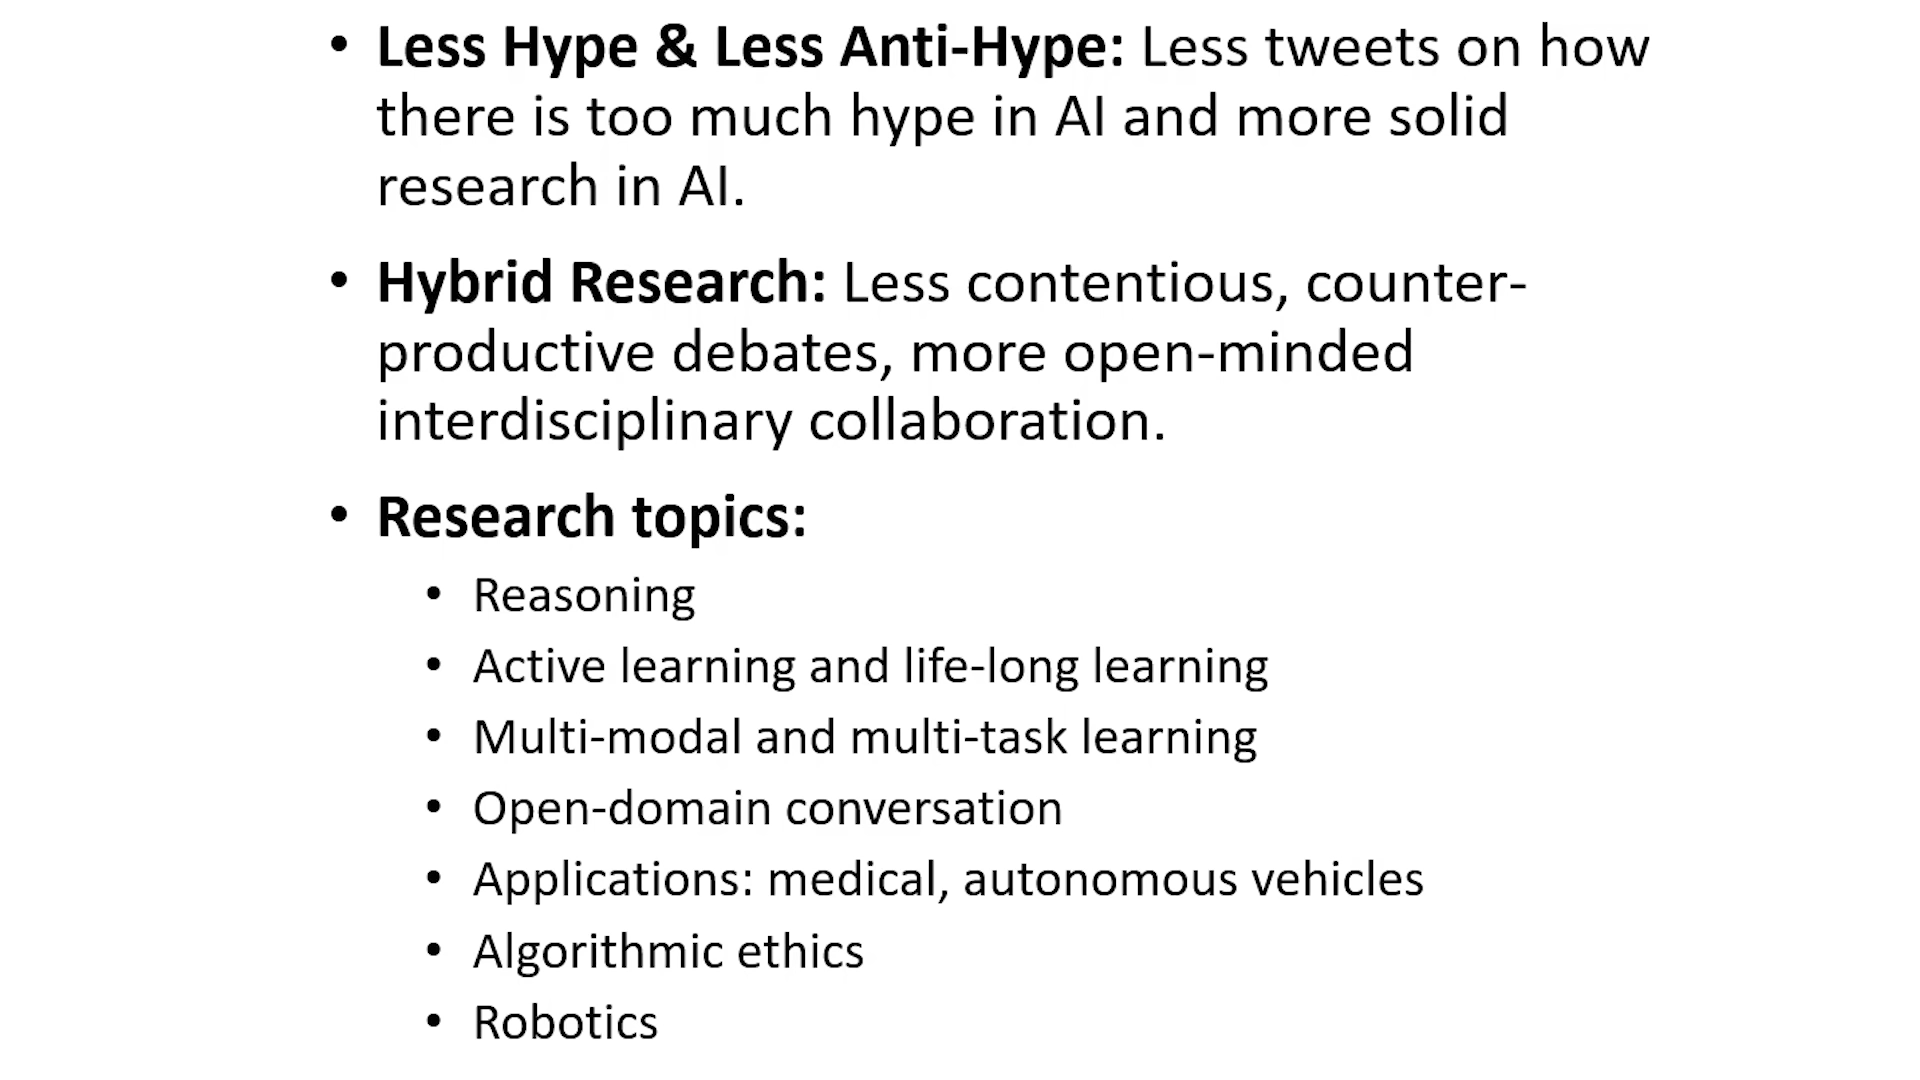 • Less Hype & Less Anti-Hype: Less tweets on how
there is too much hype in AI and more solid
research in AI.
• Hybrid Research: Less contentious, counter-
productive debates, more open-minded
interdisciplinary collaboration.
• Research topics:
• Reasoning
• Active learning and life-long learning
• Multi-modal and multi-task learning
• Open-domain conversation
• Applications: medical, autonomous vehicles
• Algorithmic ethics
• Robotics